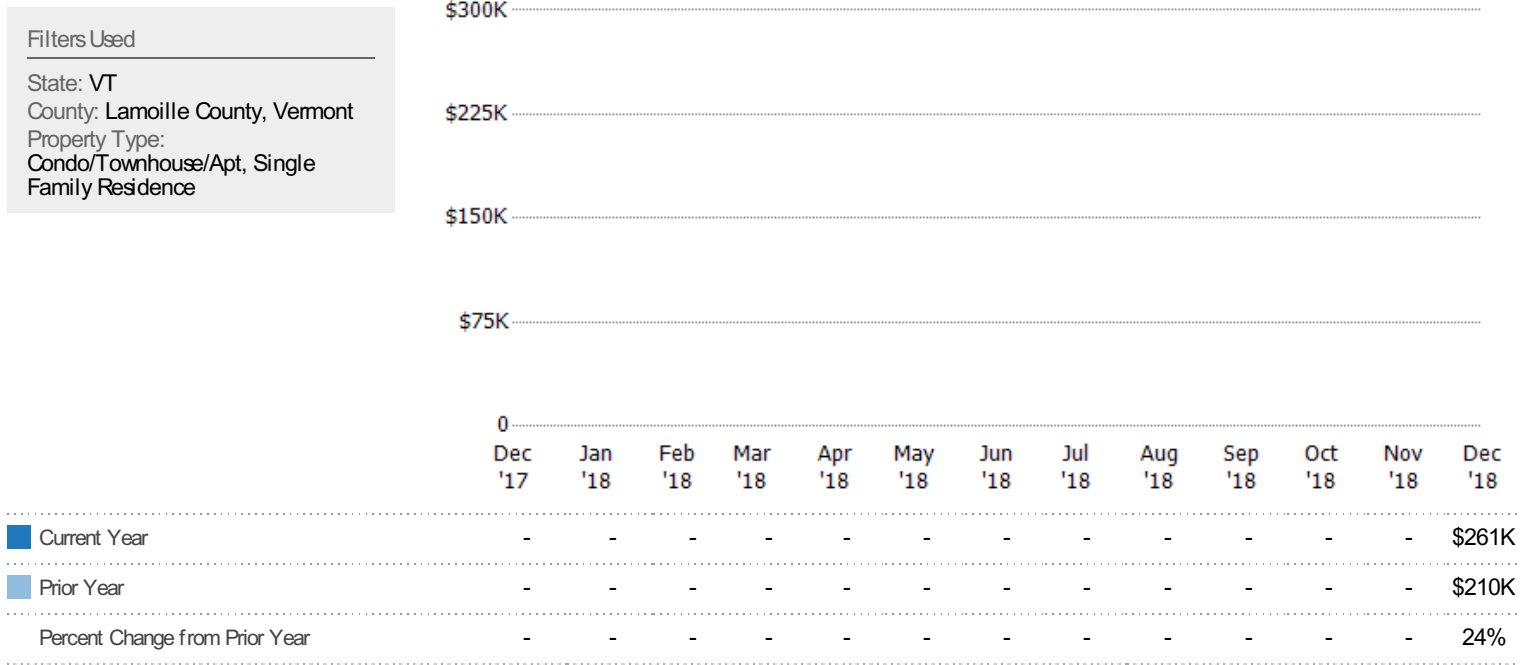 Filters Used
State: VT
County: Lamoille County, Vermont
Property Type:
Condo/Townhouse/Apt, Single
Family Residence
$300K
$225K
$150K
$75K
0
Dec Jan Feb Mar Apr May Jun Jul Aug Sep Oct Nov Dec
'17 '18 '18 '18 '18 '18 '18 '18 '18 '18 '18 '18 '18
Current Year - - - - - - - - - - - - $261K
Prior Year - - - - - - - - - - - - $210K
Percent Change from Prior Year - - - - - - - - - - - - 24%